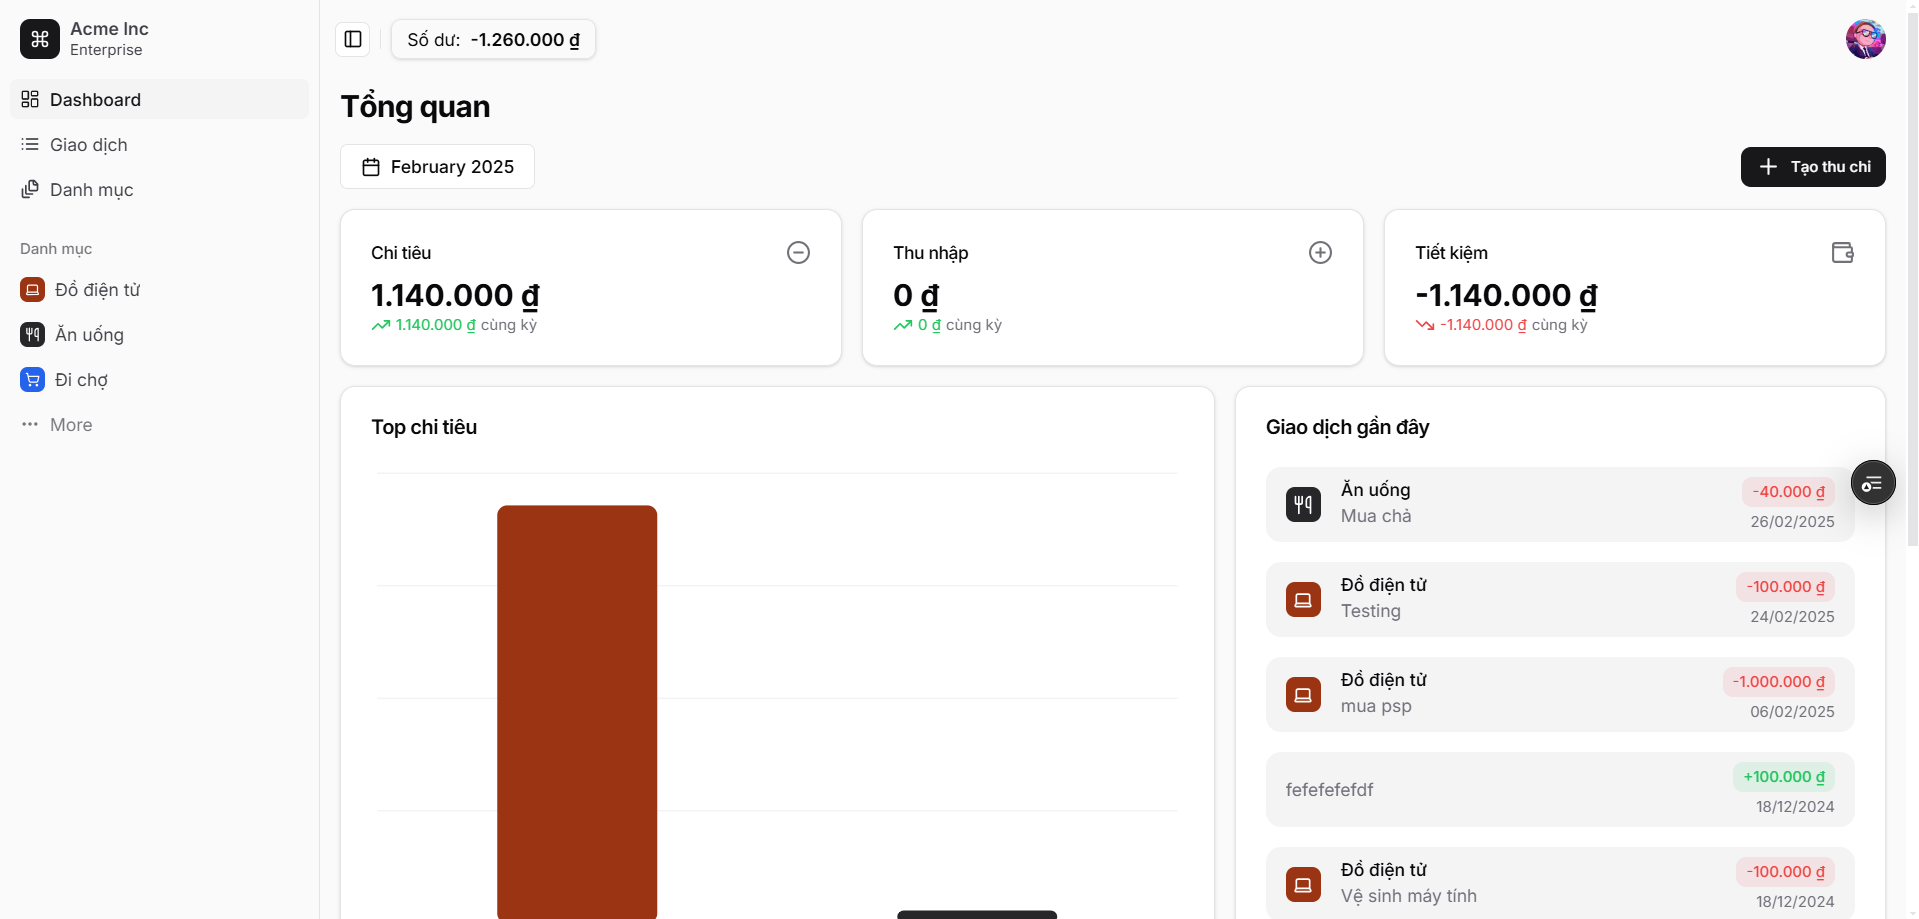 Acme Inc
Enterprise
Dashboard
Giao dịch
Danh mục
Danh mục
Đồ điện tử
Ăn uống
Đi chợ
More
Số dư: -1.260.000 ₫
Tổng quan
February 2025
Tạo thu chi
Chi tiêu
1.140.000 ₫
1.140.000 ₫ cùng kỳ
Thu nhập
0 ₫
0 ₫ cùng kỳ
Tiết kiệm
-1.140.000 ₫
-1.140.000 ₫ cùng kỳ
Top chi tiêu
Giao dịch gần đây
Ăn uống
Mua chả
-40.000 ₫
26/02/2025
Đồ điện tử
Testing
-100.000 ₫
24/02/2025
Đồ điện tử
mua psp
-1.000.000 ₫
06/02/2025
fefefefefdf
+100.000 ₫
18/12/2024
Đồ điện tử
Vệ sinh máy tính
-100.000 ₫
18/12/2024